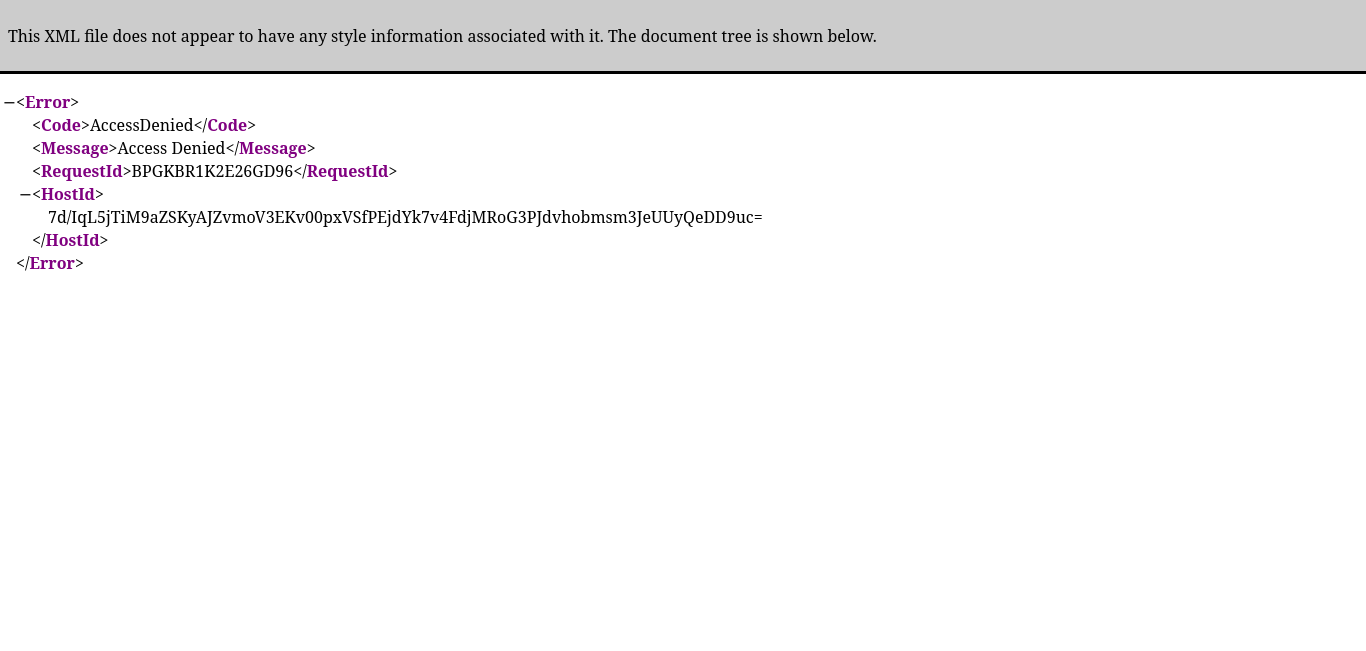 This XML file does not appear to have any style information associated with it. The document tree is shown below.
−<Error>
<Code>AccessDenied</Code>
<Message>Access Denied</Message>
<RequestId>BPGKBR1K2E26GD96</RequestId>
−<HostId>
7d/IqL5jTiM9aZSKyAJZvmoV3EKv00pxVSfPEjdYk7v4FdjMRoG3PJdvhobmsm3JeUUyQeDD9uc=
</HostId>
</Error>